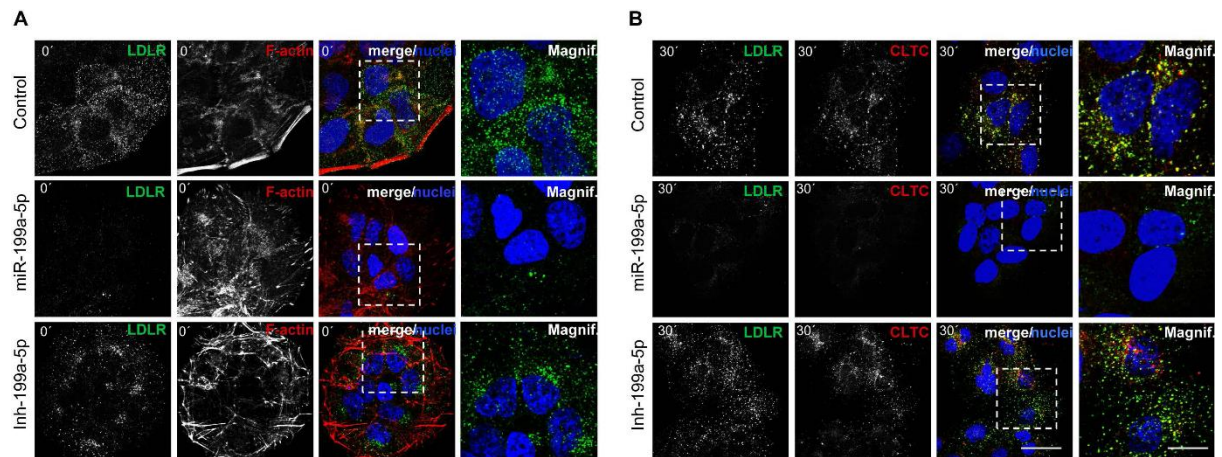 A
Control
0´ LDLR
0´ F-actin
0´ merge/nuclei
Magnif.
miR-199a-5p
0´ LDLR
0´ F-actin
0´ merge/nuclei
Magnif.
Inh-199a-5p
0´ LDLR
0´ F-actin
0´ merge/nuclei
Magnif.
B
Control
30´ LDLR
30´ CLTC
30´ merge/nuclei
Magnif.
miR-199a-5p
30´ LDLR
30´ CLTC
30´ merge/nuclei
Magnif.
Inh-199a-5p
30´ LDLR
30´ CLTC
30´ merge/nuclei
Magnif.